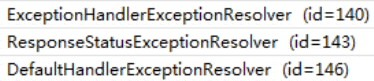 ExceptionHandlerExceptionResolver (id=140)
ResponseStatusExceptionResolver (id=143)
DefaultHandlerExceptionResolver (id=146)